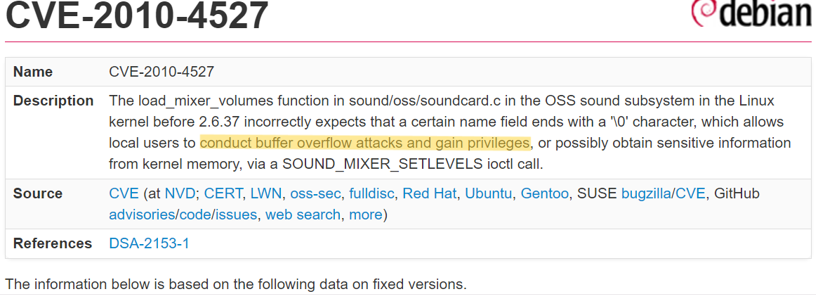 CVE-2010-4527
debian
Name CVE-2010-4527
Description The load_mixer_volumes function in sound/oss/soundcard.c in the OSS sound subsystem in the Linux
kernel before 2.6.37 incorrectly expects that a certain name field ends with a '\0' character, which allows
local users to conduct buffer overflow attacks and gain privileges, or possibly obtain sensitive information
from kernel memory, via a SOUND_MIXER_SETLEVELS ioctl call.
Source CVE (at NVD; CERT, LWN, oss-sec, fulldisc, Red Hat, Ubuntu, Gentoo, SUSE bugzilla/CVE, GitHub
advisories/code/issues, web search, more)
References DSA-2153-1
The information below is based on the following data on fixed versions.